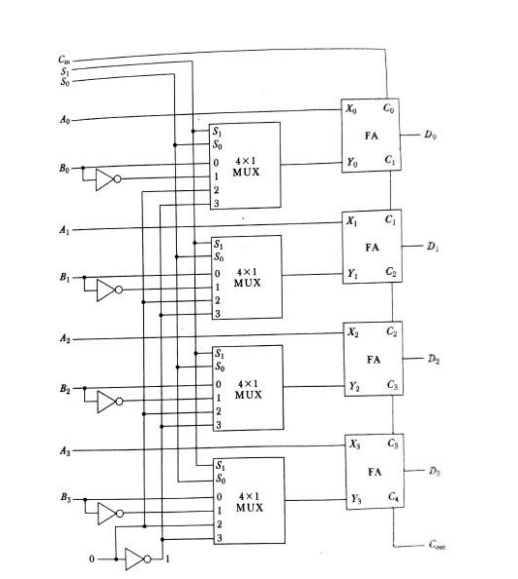 Cin
S1
S0
A0 X0 C0
S1 FA D0
S0
B0 0 4×1 Y0 C1
1 MUX
2
3
A1 X1 C1
S1 FA D1
S0
B1 0 4×1 Y1 C2
1 MUX
2
3
A2 X2 C2
S1 FA D2
S0
B2 0 4×1 Y2 C3
1 MUX
2
3
A3 X3 C3
S1 FA D3
S0
B3 0 4×1 Y3 C4
1 MUX
2
3
Cout
0 1